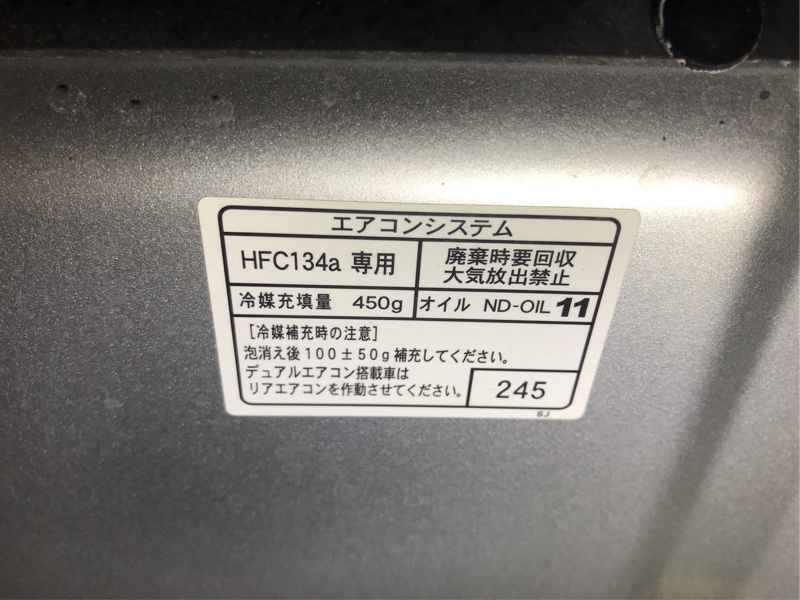 エアコンシステム
HFC134a 専用
廃棄時要回収
大気放出禁止
冷媒充填量 450g
オイル ND-OIL 11
[冷媒補充時の注意]
泡消え後100±50g補充してください。
デュアルエアコン搭載車は
リアエアコンを作動させてください。
245
6J